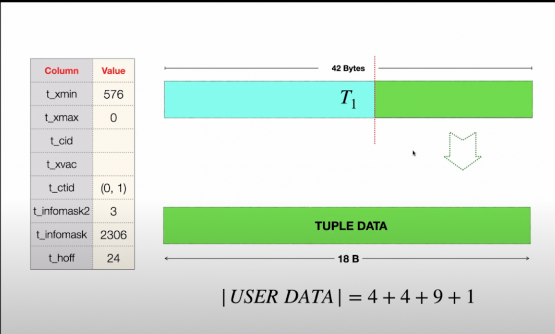 Column Value
t_xmin 576
t_xmax 0
t_cid
t_xvac
t_ctid (0, 1)
t_infomask2 3
t_infomask 2306
t_hoff 24
42 Bytes
T1
TUPLE DATA
18 B
|USER DATA| = 4 + 4 + 9 + 1